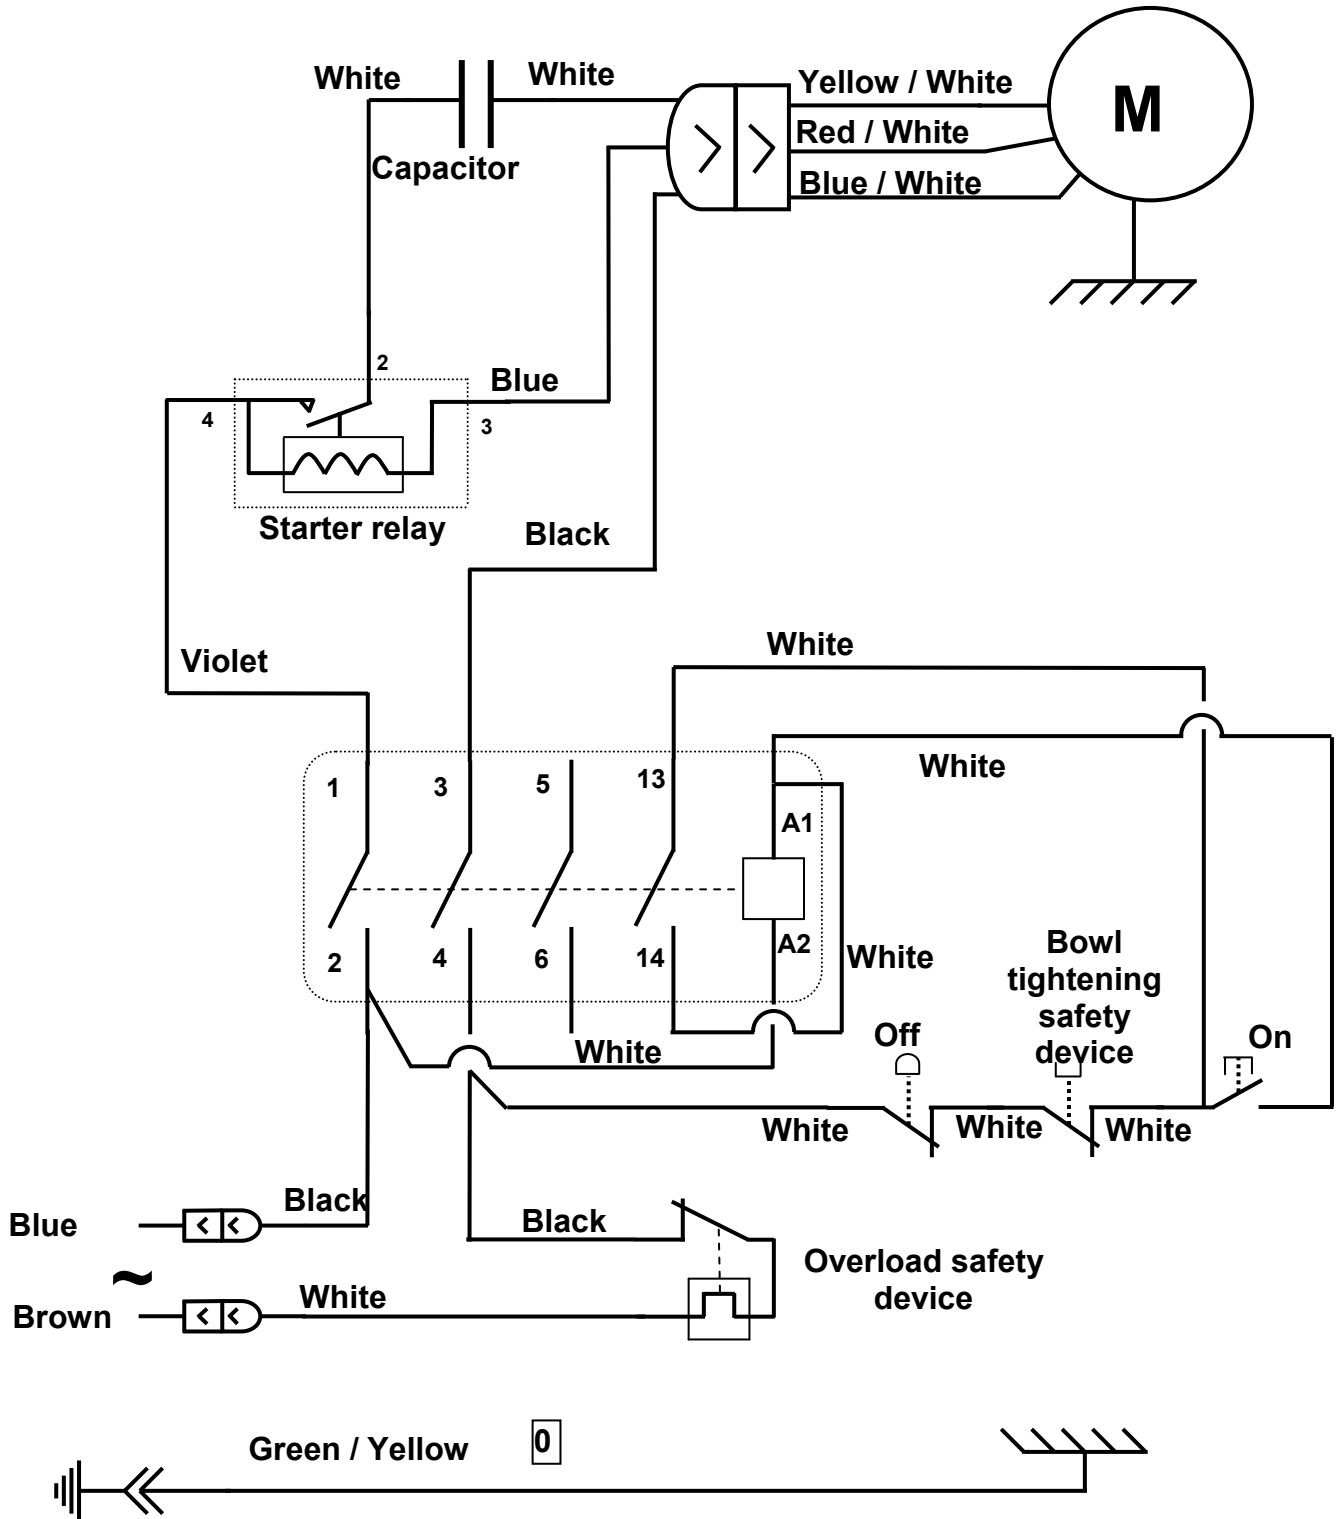 White
White
Yellow / White
M
Red / White
Capacitor
Blue / White
2
Blue
4
3
Starter relay
Black
White
Violet
White
1
3
5
13
A1
2
4
6
14
A2
White
Bowl
tightening
safety
device
Off
On
White
White
White
White
Black
Blue
Black
Overload safety
device
~
White
Brown
Green / Yellow
0